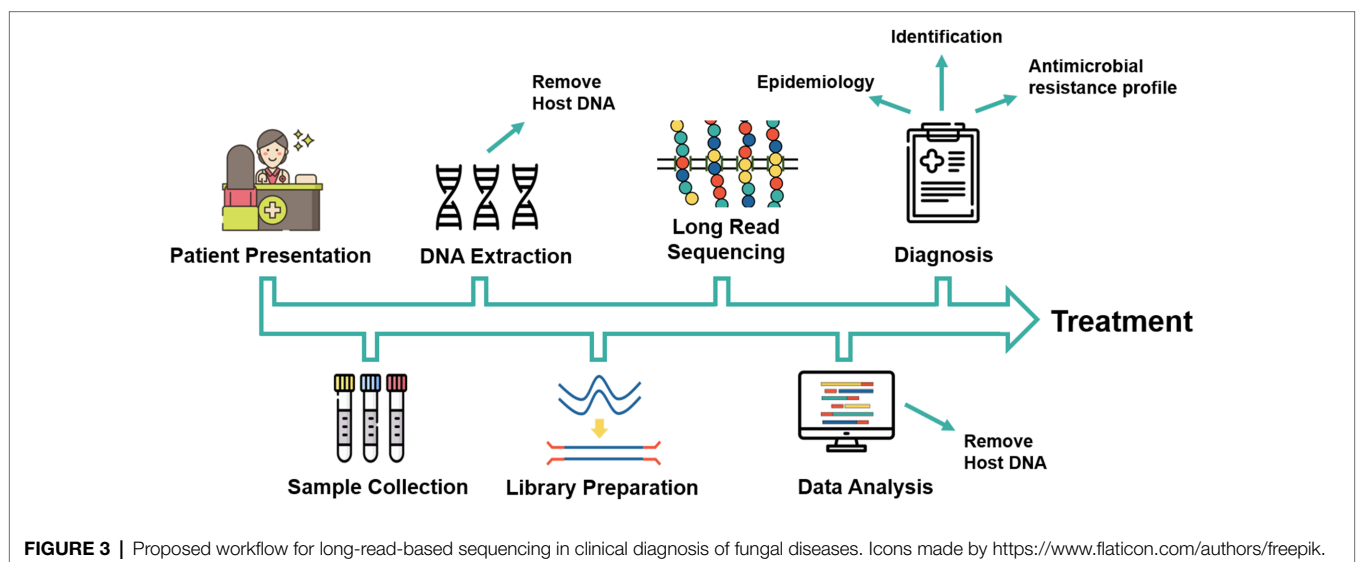 Identification
Epidemiology
Antimicrobial
resistance profile
Remove
Host DNA
Patient Presentation
DNA Extraction
Long Read
Sequencing
Diagnosis
Treatment
Sample Collection
Library Preparation
Data Analysis
Remove
Host DNA
FIGURE 3 | Proposed workflow for long-read-based sequencing in clinical diagnosis of fungal diseases. Icons made by https://www.flaticon.com/authors/freepik.